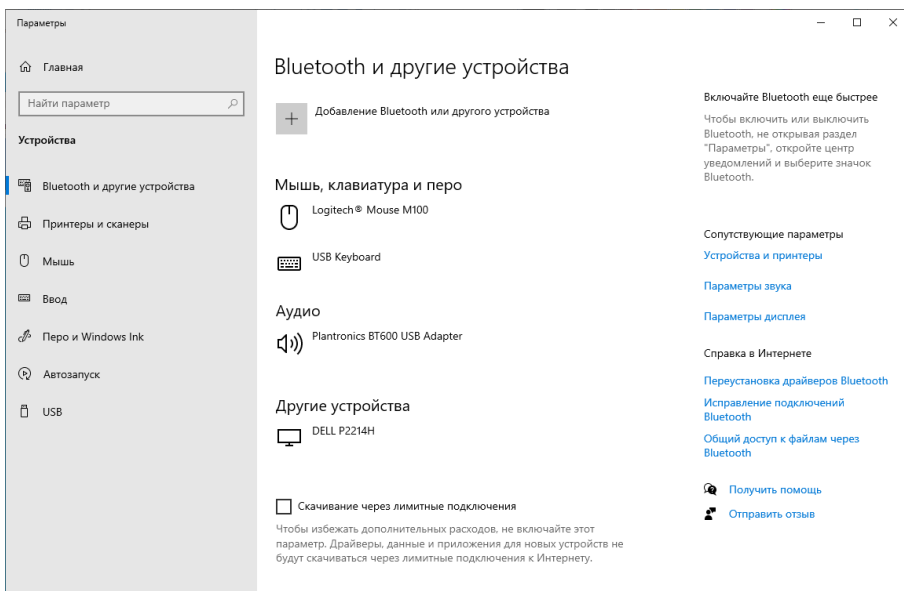 Параметры
Главная
Найти параметр
Устройства
Bluetooth и другие устройства
Принтеры и сканеры
Мышь
Ввод
Перо и Windows Ink
Автозапуск
USB
Bluetooth и другие устройства
Добавление Bluetooth или другого устройства
Мышь, клавиатура и перо
Logitech® Mouse M100
USB Keyboard
Аудио
Plantronics BT600 USB Adapter
Другие устройства
DELL P2214H
Скачивание через лимитные подключения
Чтобы избежать дополнительных расходов, не включайте этот
параметр. Драйверы, данные и приложения для новых устройств не
будут скачиваться через лимитные подключения к Интернету.
Включайте Bluetooth еще быстрее
Чтобы включить или выключить
Bluetooth, не открывая раздел
"Параметры", откройте центр
уведомлений и выберите значок
Bluetooth.
Сопутствующие параметры
Устройства и принтеры
Параметры звука
Параметры дисплея
Справка в Интернете
Переустановка драйверов Bluetooth
Исправление подключений
Bluetooth
Общий доступ к файлам через
Bluetooth
Получить помощь
Отправить отзыв